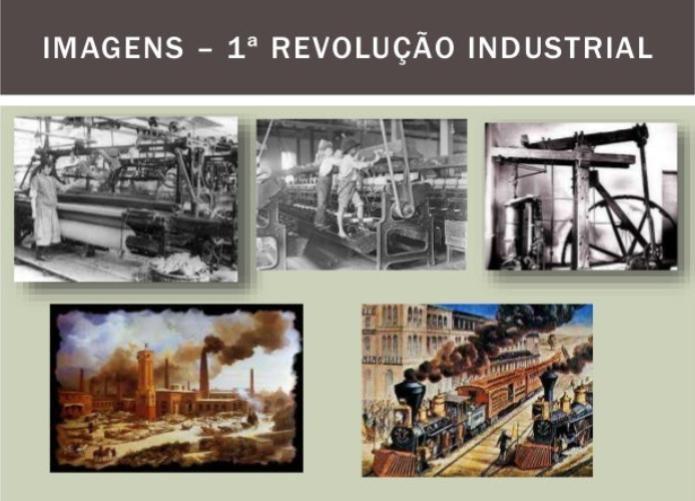 IMAGENS – 1ª REVOLUÇÃO INDUSTRIAL